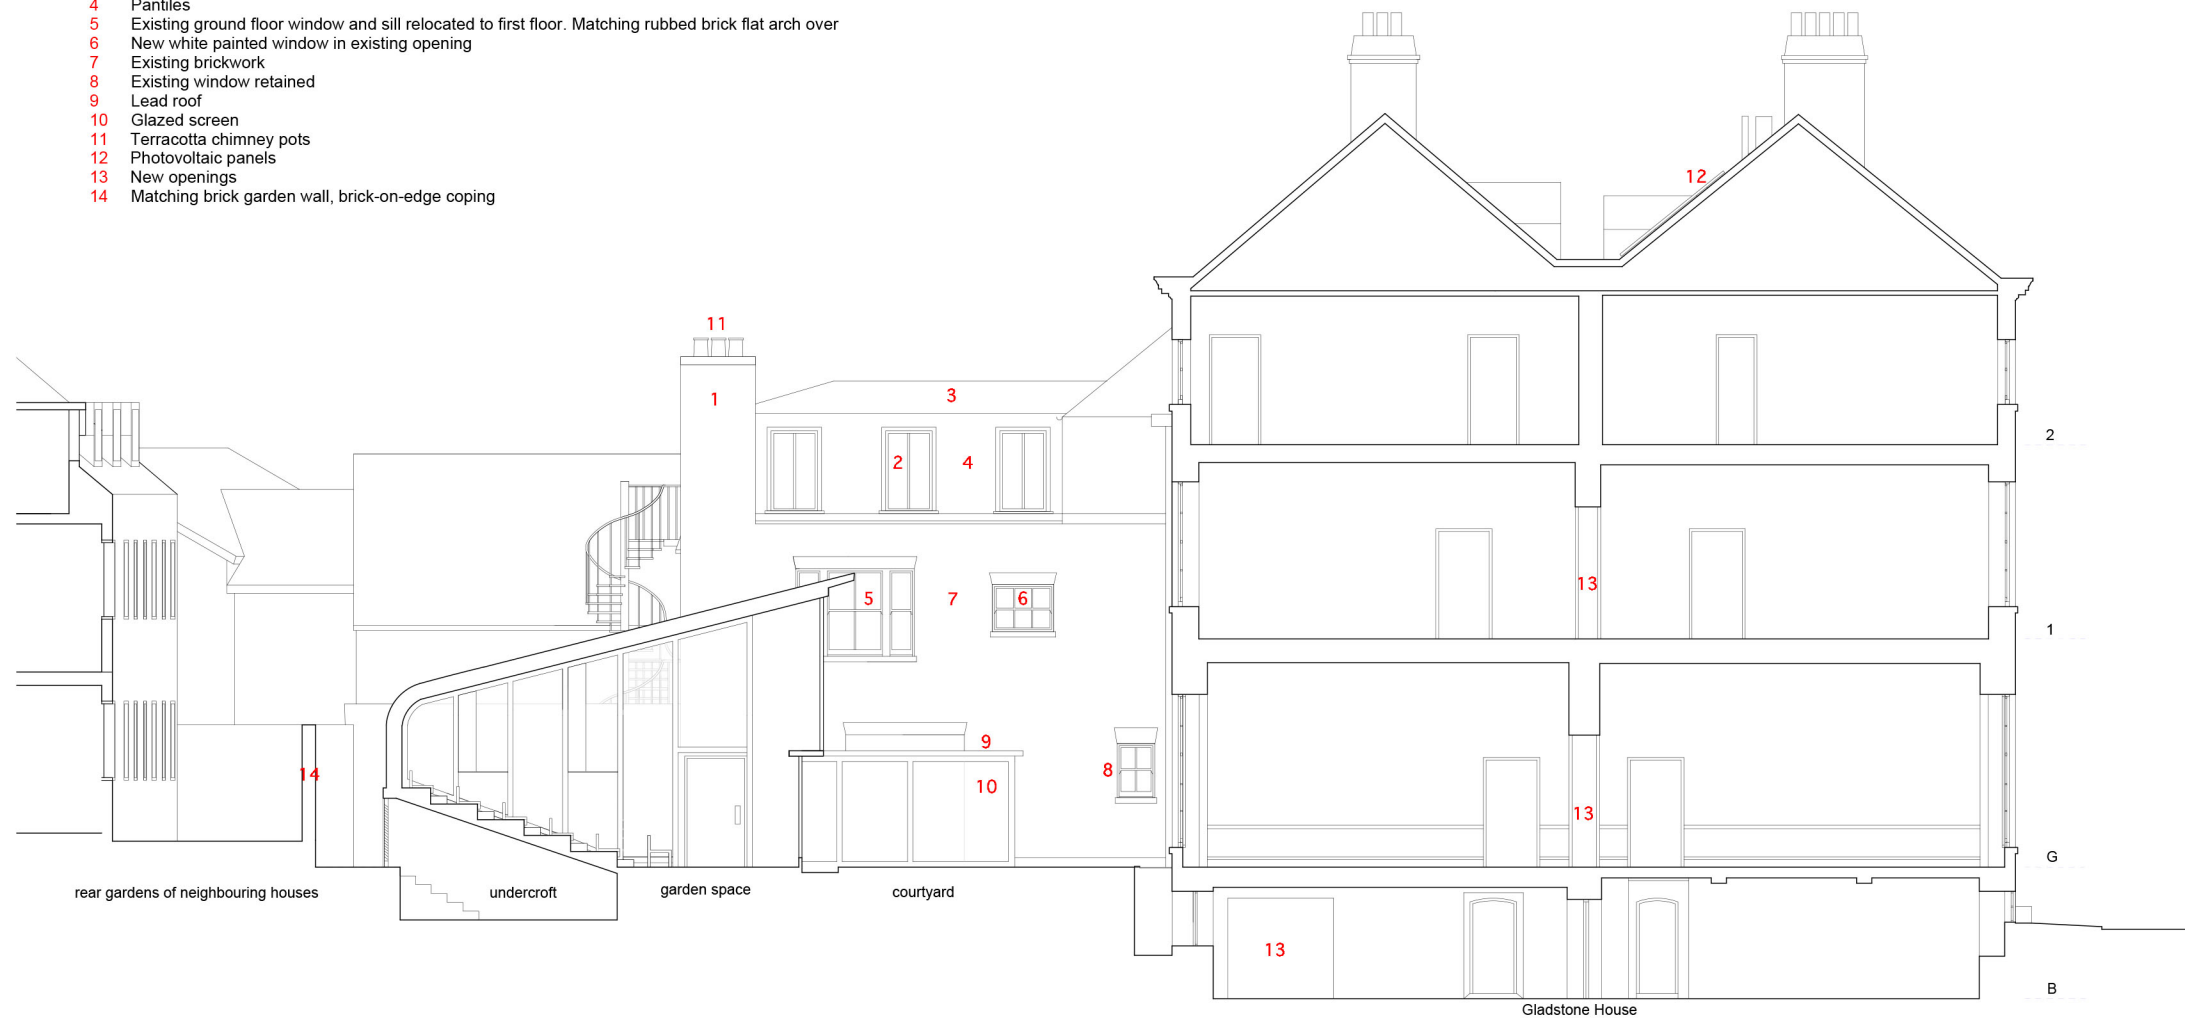 4 Pantiles
5 Existing ground floor window and sill relocated to first floor. Matching rubbed brick flat arch over
6 New white painted window in existing opening
7 Existing brickwork
8 Existing window retained
9 Lead roof
10 Glazed screen
11 Terracotta chimney pots
12 Photovoltaic panels
13 New openings
14 Matching brick garden wall, brick-on-edge coping
12
11
1
3
2
4
2
5
7
6
13
1
9
14
8
10
13
G
rear gardens of neighbouring houses
undercroft
garden space
courtyard
13
B
Gladstone House